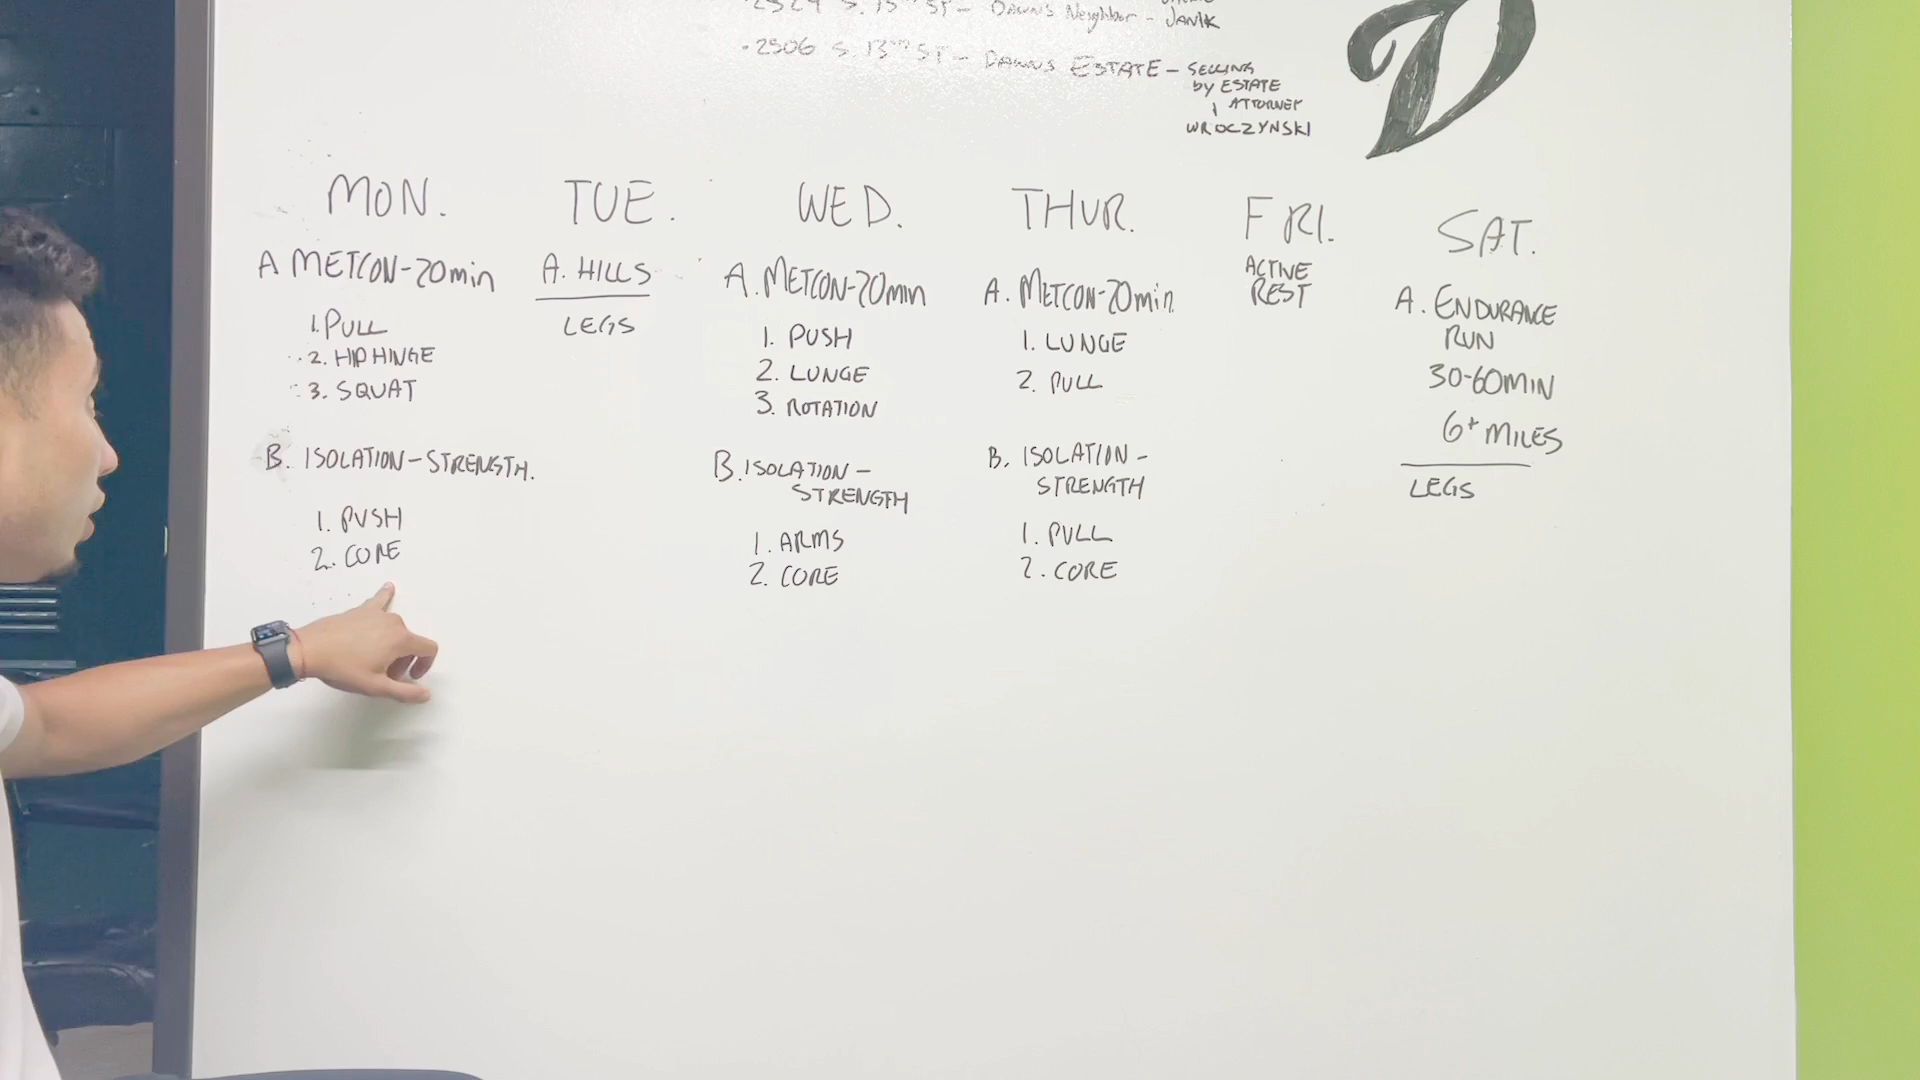 2524 S. 13TH ST - DAWN'S Neighbor - JANIK
• 2506 S. 13TH ST - DAWNS ESTATE - SELLING
by ESTATE
ATTORNEY
WROCZYNSKI
D
MON.
A METCON-20min
1. PULL
2. HIP HINGE
3. SQUAT
B. ISOLATION-STRENGTH.
1. PUSH
2. CORE
TUE.
A. HILLS
LEGS
WED.
A. METCON-20min
1. PUSH
2. LUNGE
3. ROTATION
B. ISOLATION-
STRENGTH
1. ARMS
2. CORE
THUR.
A. METCON-20min
1. LUNGE
2. PULL
B. ISOLATION-
STRENGTH
1. PULL
2. CORE
FRI.
ACTIVE
REST
SAT.
A. ENDURANCE
RUN
30-60MIN
6+ MILES
LEGS